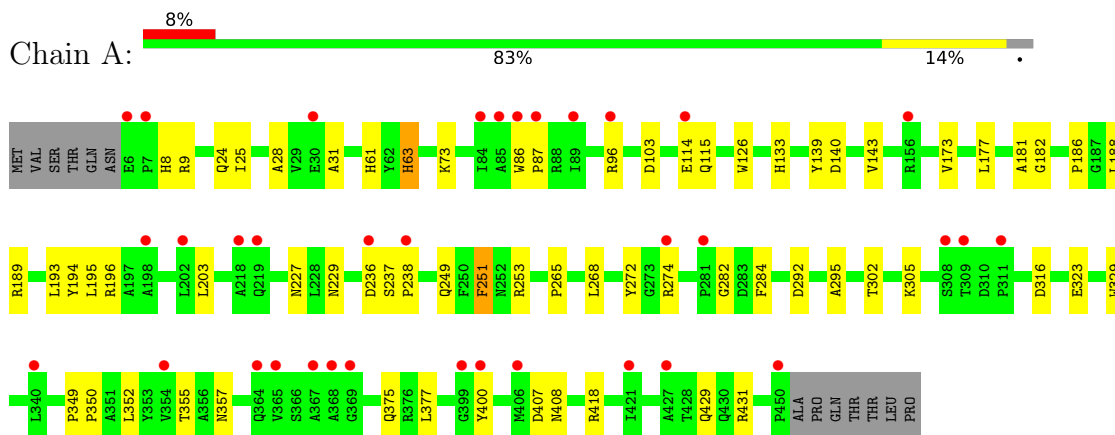 8%
Chain A:
83% 14% •
MET VAL SER THR GLN ASN E6 P7 H8 R9 Q24 I25 A28 V29 E30 A31 H61 Y62 H63 K73 I84 A85 W86 P87 R88 I89 R96 D103 E114 Q115 W126 H133 Y139 D140 V143 R156 V173 L177 A181 G182 P186 G187 L188
R189 L193 Y194 L195 R196 A197 A198 L202 L203 A218 Q219 N227 L228 N229 D236 S237 P238 Q249 F250 F251 N252 R253 P265 L268 Y272 G273 R274 P281 G282 D283 F284 D292 A295 T302 K305 S308 T309 D310 P311 D316 E323 W329
L340 P349 P350 A351 L352 Y353 V354 T355 A356 N357 Q364 V365 S366 A367 A368 G369 Q375 R376 L377 G399 Y400 M406 D407 N408 R418 I421 A427 T428 Q429 Q430 R431 P450 ALA PRO GLN THR THR LEU PRO